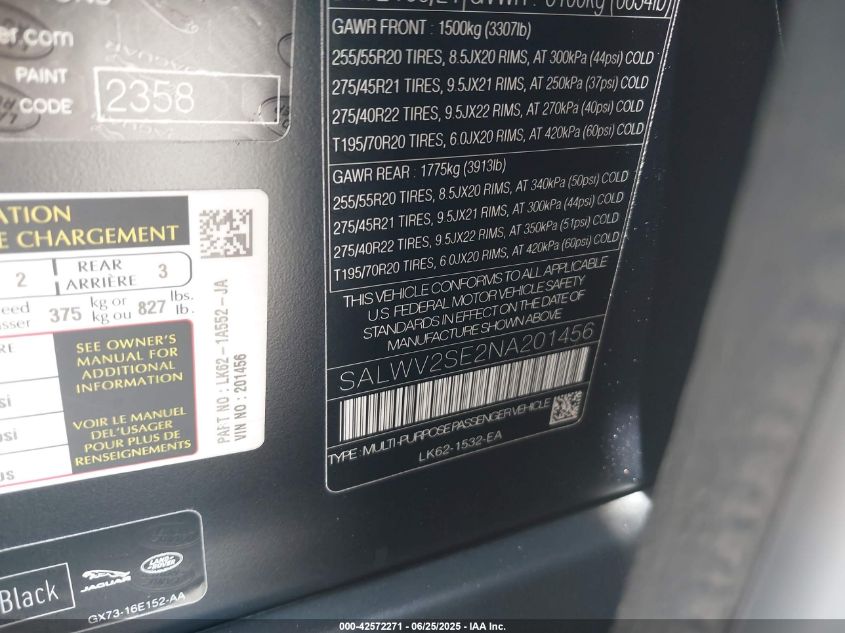 er.com
PAINT
CODE
2358
GAWR FRONT : 1500kg (3307lb)
255/55R20 TIRES, 8.5JX20 RIMS, AT 300kPa (44psi) COLD
275/45R21 TIRES, 9.5JX21 RIMS, AT 250kPa (37psi) COLD
275/40R22 TIRES, 9.5JX22 RIMS, AT 270kPa (40psi) COLD
T195/70R20 TIRES, 6.0JX20 RIMS, AT 420kPa (60psi) COLD
GAWR REAR : 1775kg (3913lb)
255/55R20 TIRES, 8.5JX20 RIMS, AT 340kPa (50psi) COLD
275/45R21 TIRES, 9.5JX21 RIMS, AT 300kPa (44psi) COLD
275/40R22 TIRES, 9.5JX22 RIMS, AT 350kPa (51psi) COLD
T195/70R20 TIRES, 6.0JX20 RIMS, AT 420kPa (60psi) COLD
THIS VEHICLE CONFORMS TO ALL APPLICABLE
U.S. FEDERAL MOTOR VEHICLE SAFETY
STANDARDS IN EFFECT ON THE DATE OF
MANUFACTURE SHOWN ABOVE
SALWV2SE2NA201456
TYPE : MULTI-PURPOSE PASSENGER VEHICLE
LK62-1532-EA
ATION
E CHARGEMENT
2
REAR
ARRIÈRE
3
375
kg or
kg ou
827
lbs.
lb.
SEE OWNER'S
MANUAL FOR
ADDITIONAL
INFORMATION
VOIR LE MANUEL
DEL'USAGER
POUR PLUS DE
RENSEIGNEMENTS
PART NO : LK62-1A552-JA
VIN NO : 201456
Black
JAGUAR
LAND ROVER
GX73-16E152-AA
000-42572271 - 06/25/2025 - IAA Inc.